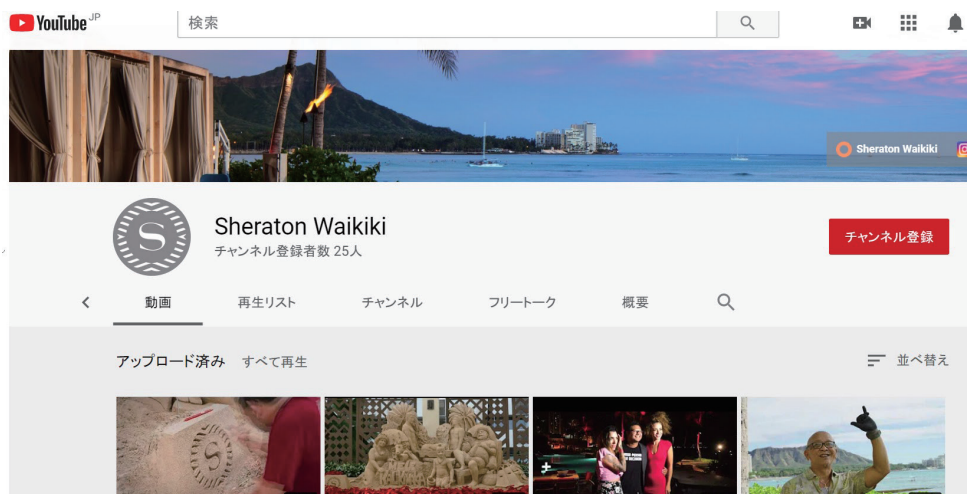 YouTube JP
検索
Sheraton Waikiki
S
Sheraton Waikiki
チャンネル登録者数 25人
チャンネル登録
動画 再生リスト チャンネル フリートーク 概要
アップロード済み すべて再生 並べ替え
S